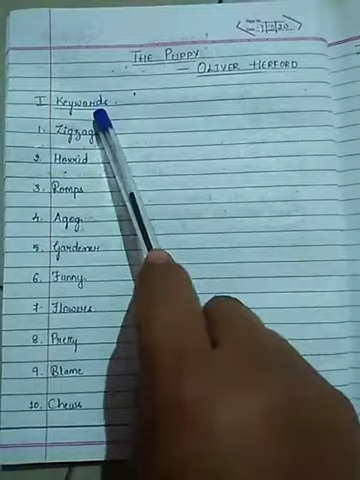 THE PUPPY
— OLIVER HERFORD
I Keywords.
1. Zigzag
2. Horrid
3. Romps
4. Agog
5. Gardener
6. Funny
7. Flowers
8. Pretty
9. Blame
10. Chews